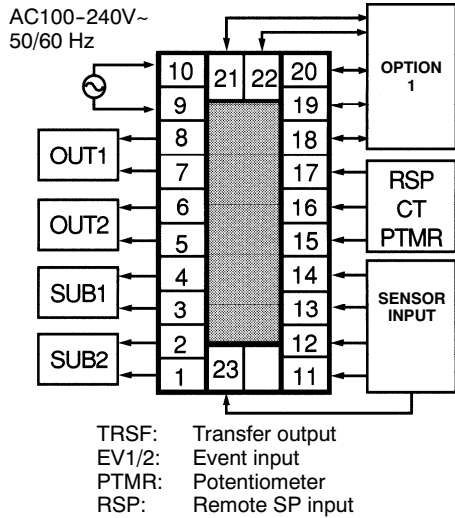 AC100-240V~
50/60 Hz
10 21 22 20
9 19
8 18
7 17
6 16
5 15
4 14
3 13
2 12
1 23 11
OUT1
OUT2
SUB1
SUB2
OPTION
1
RSP
CT
PTMR
SENSOR
INPUT
TRSF: Transfer output
EV1/2: Event input
PTMR: Potentiometer
RSP: Remote SP input